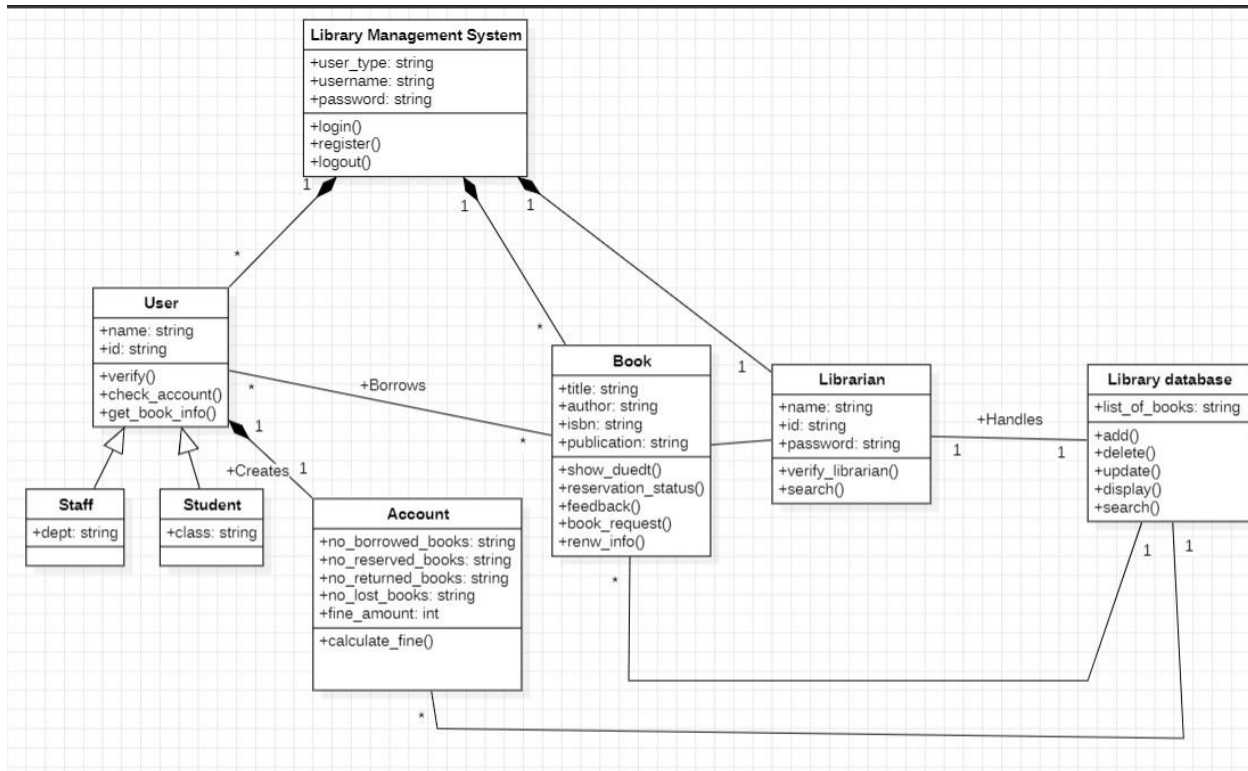 Library Management System
+user_type: string
+username: string
+password: string
+login()
+register()
+logout()
1
1
1
*
*
1
User
+name: string
+id: string
+verify()
+check_account()
+get_book_info()
*
+Borrows
*
1
+Creates
1
Book
+title: string
+author: string
+isbn: string
+publication: string
+show_duedt()
+reservation_status()
+feedback()
+book_request()
+renw_info()
Librarian
+name: string
+id: string
+password: string
+verify_librarian()
+search()
+Handles
1
1
Library database
+list_of_books: string
+add()
+delete()
+update()
+display()
+search()
Staff
+dept: string
Student
+class: string
Account
+no_borrowed_books: string
+no_reserved_books: string
+no_returned_books: string
+no_lost_books: string
+fine_amount: int
+calculate_fine()
*
1
1
*